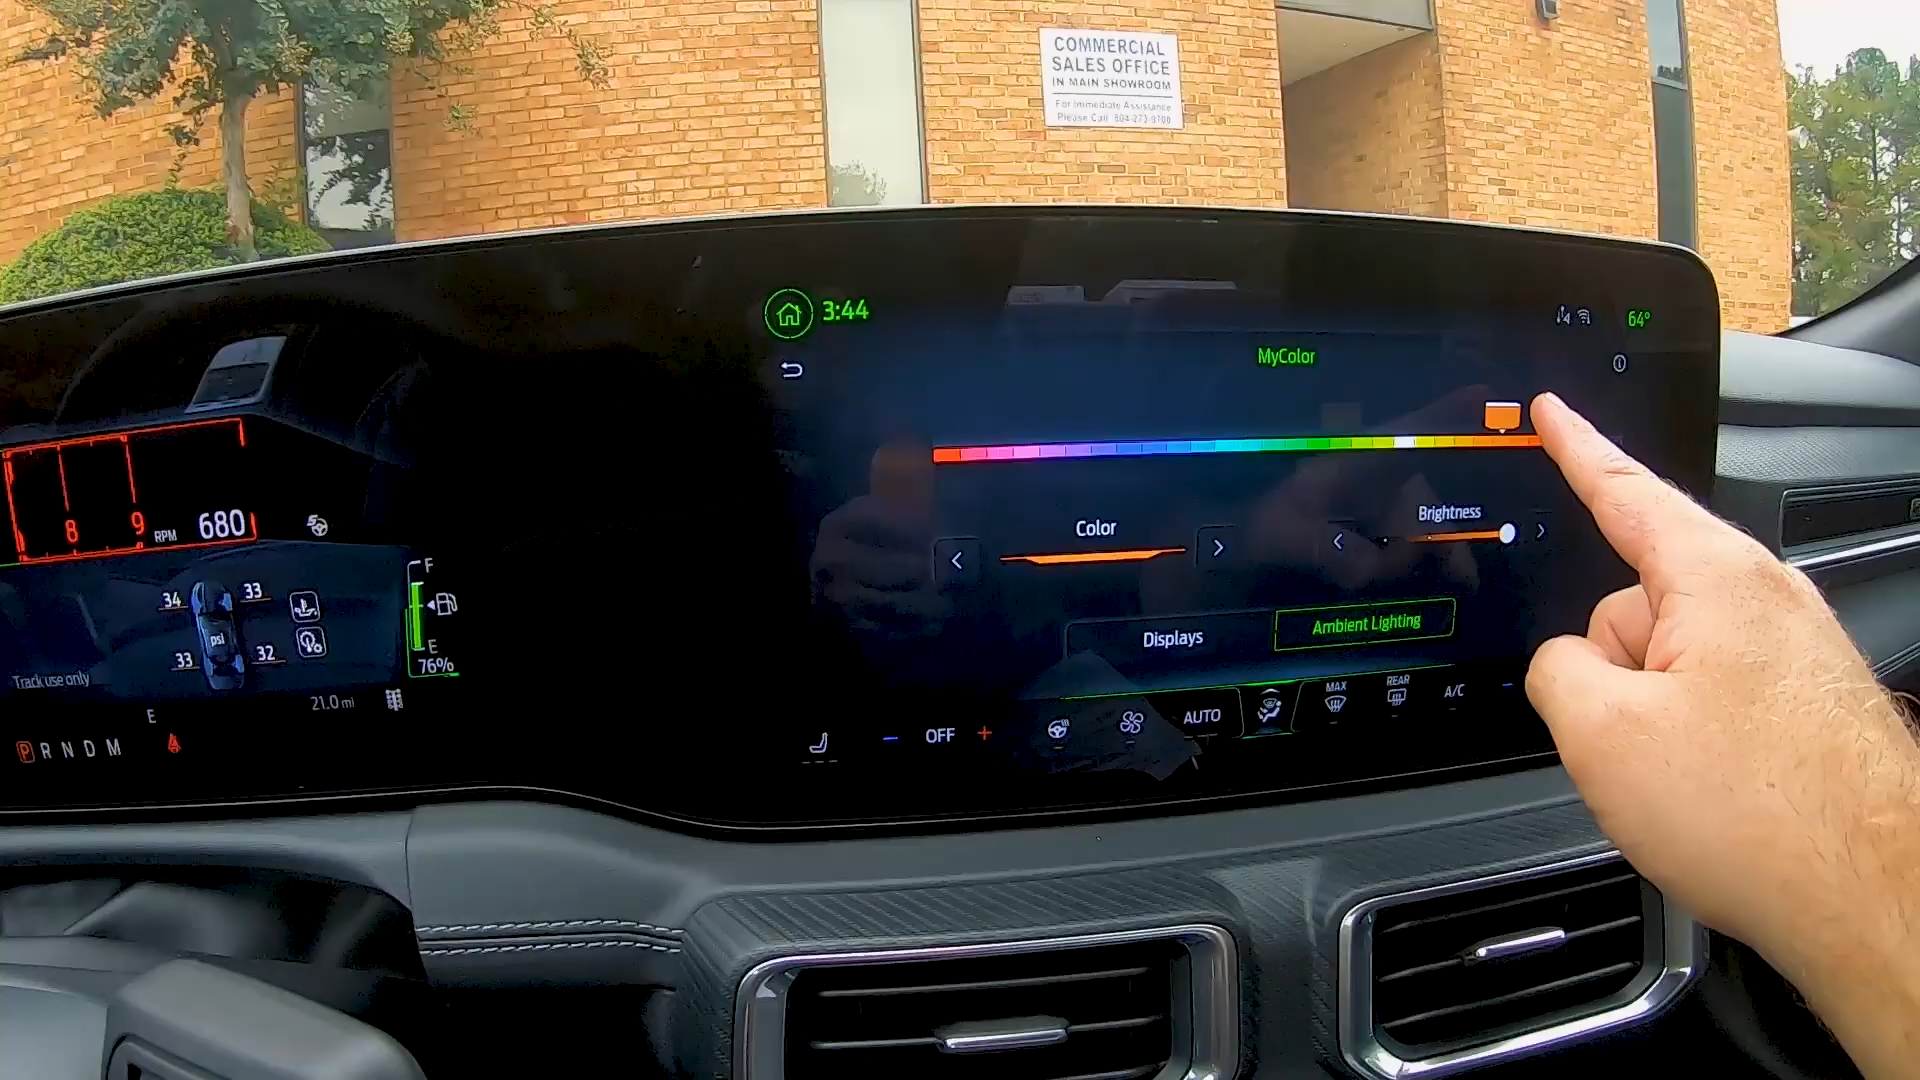 COMMERCIAL
SALES OFFICE
IN MAIN SHOWROOM
For Immediate Assistance
Please Call 804-273-9700
3:44
64°
MyColor
8 9 RPM 680
Color
Brightness
F
34 33
psi
33 32
E
76%
Displays
Ambient Lighting
Track use only
21.0 mi
E
P R N D M
OFF
AUTO
MAX
REAR
A/C